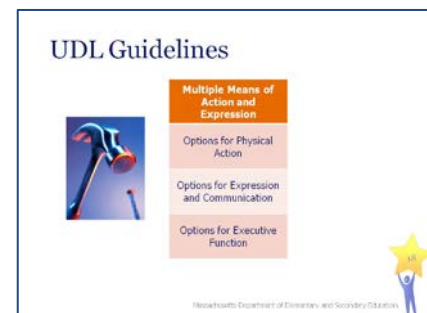 UDL Guidelines
Multiple Means of
Action and
Expression
Options for Physical
Action
Options for Expression
and Communication
Options for Executive
Function
Massachusetts Department of Elementary and Secondary Education